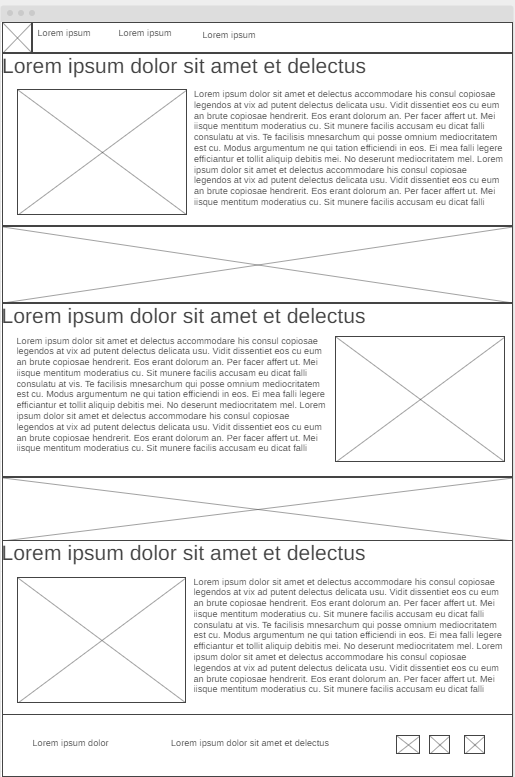 Lorem ipsum Lorem ipsum Lorem ipsum
Lorem ipsum dolor sit amet et delectus
Lorem ipsum dolor sit amet et delectus accommodare his consul copiosae
legendos at vix ad putent delectus delicata usu. Vidit dissentiet eos cu eum
an brute copiosae hendrerit. Eos erant dolorum an. Per facer affert ut. Mei
iisque mentitum moderatius cu. Sit munere facilis accusam eu dicat falli
consulatu at vis. Te facilisis mnesarchum qui posse omnium mediocritatem
est cu. Modus argumentum ne qui tation efficiendi in eos. Ei mea falli legere
efficiantur et tollit aliquip debitis mei. No deserunt mediocritatem mel. Lorem
ipsum dolor sit amet et delectus accommodare his consul copiosae
legendos at vix ad putent delectus delicata usu. Vidit dissentiet eos cu eum
an brute copiosae hendrerit. Eos erant dolorum an. Per facer affert ut. Mei
iisque mentitum moderatius cu. Sit munere facilis accusam eu dicat falli
Lorem ipsum dolor sit amet et delectus
Lorem ipsum dolor sit amet et delectus accommodare his consul copiosae
legendos at vix ad putent delectus delicata usu. Vidit dissentiet eos cu eum
an brute copiosae hendrerit. Eos erant dolorum an. Per facer affert ut. Mei
iisque mentitum moderatius cu. Sit munere facilis accusam eu dicat falli
consulatu at vis. Te facilisis mnesarchum qui posse omnium mediocritatem
est cu. Modus argumentum ne qui tation efficiendi in eos. Ei mea falli legere
efficiantur et tollit aliquip debitis mei. No deserunt mediocritatem mel. Lorem
ipsum dolor sit amet et delectus accommodare his consul copiosae
legendos at vix ad putent delectus delicata usu. Vidit dissentiet eos cu eum
an brute copiosae hendrerit. Eos erant dolorum an. Per facer affert ut. Mei
iisque mentitum moderatius cu. Sit munere facilis accusam eu dicat falli
Lorem ipsum dolor sit amet et delectus
Lorem ipsum dolor sit amet et delectus accommodare his consul copiosae
legendos at vix ad putent delectus delicata usu. Vidit dissentiet eos cu eum
an brute copiosae hendrerit. Eos erant dolorum an. Per facer affert ut. Mei
iisque mentitum moderatius cu. Sit munere facilis accusam eu dicat falli
consulatu at vis. Te facilisis mnesarchum qui posse omnium mediocritatem
est cu. Modus argumentum ne qui tation efficiendi in eos. Ei mea falli legere
efficiantur et tollit aliquip debitis mei. No deserunt mediocritatem mel. Lorem
ipsum dolor sit amet et delectus accommodare his consul copiosae
legendos at vix ad putent delectus delicata usu. Vidit dissentiet eos cu eum
an brute copiosae hendrerit. Eos erant dolorum an. Per facer affert ut. Mei
iisque mentitum moderatius cu. Sit munere facilis accusam eu dicat falli
Lorem ipsum dolor Lorem ipsum dolor sit amet et delectus